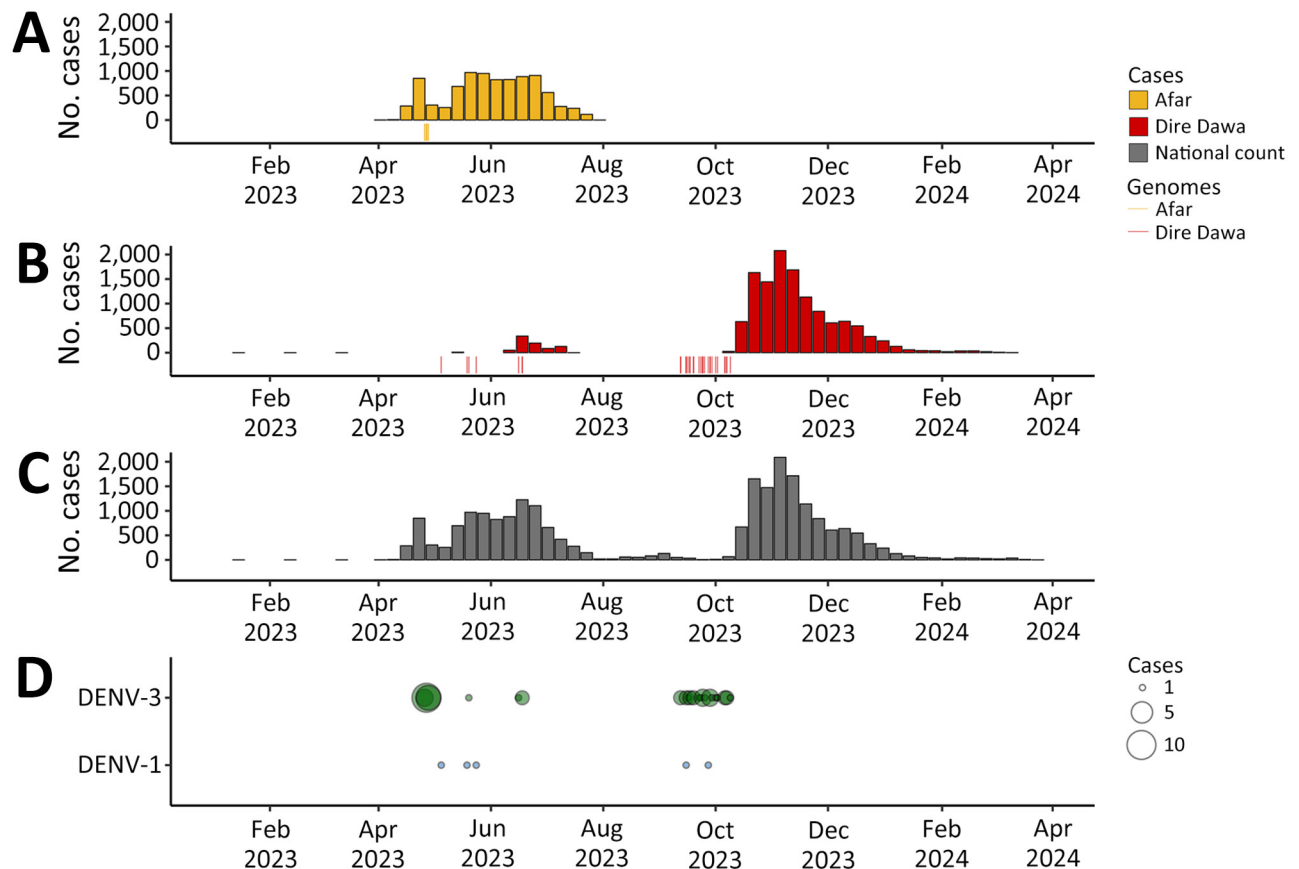 A
No. cases
2,000
1,500
1,000
500
0
Feb Apr Jun Aug Oct Dec Feb Apr
2023 2023 2023 2023 2023 2023 2024 2024
Cases
Afar
Dire Dawa
National count
Genomes
Afar
Dire Dawa
B
No. cases
2,000
1,500
1,000
500
0
Feb Apr Jun Aug Oct Dec Feb Apr
2023 2023 2023 2023 2023 2023 2024 2024
C
No. cases
2,000
1,500
1,000
500
0
Feb Apr Jun Aug Oct Dec Feb Apr
2023 2023 2023 2023 2023 2023 2024 2024
D
DENV-3
DENV-1
Feb Apr Jun Aug Oct Dec Feb Apr
2023 2023 2023 2023 2023 2023 2024 2024
Cases
1
5
10